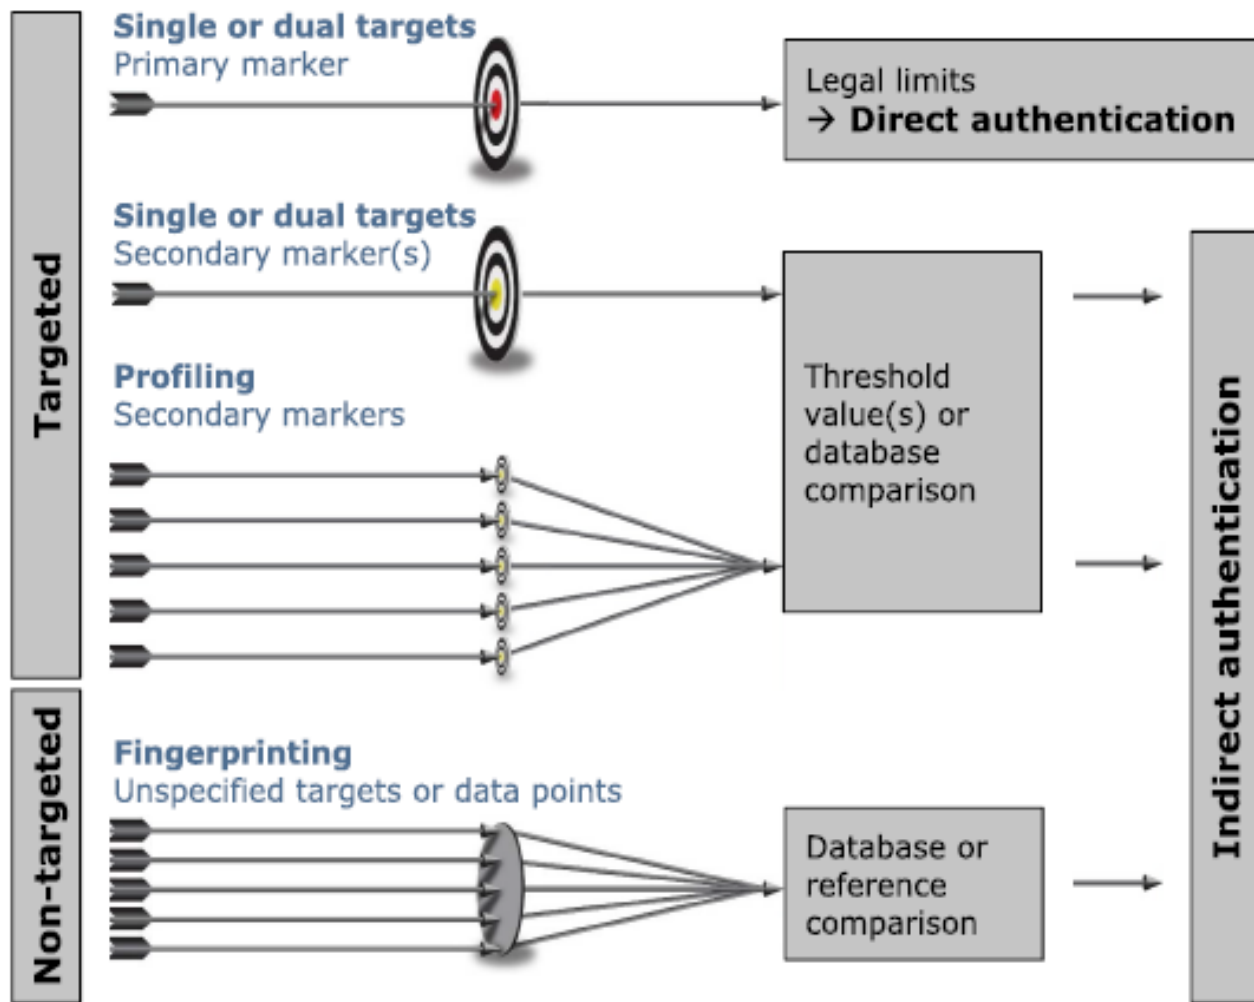 Single or dual targets
Primary marker
Legal limits
→ Direct authentication
Targeted
Single or dual targets
Secondary marker(s)
Profiling
Secondary markers
Threshold
value(s) or
database
comparison
Indirect authentication
Non-targeted
Fingerprinting
Unspecified targets or data points
Database or
reference
comparison